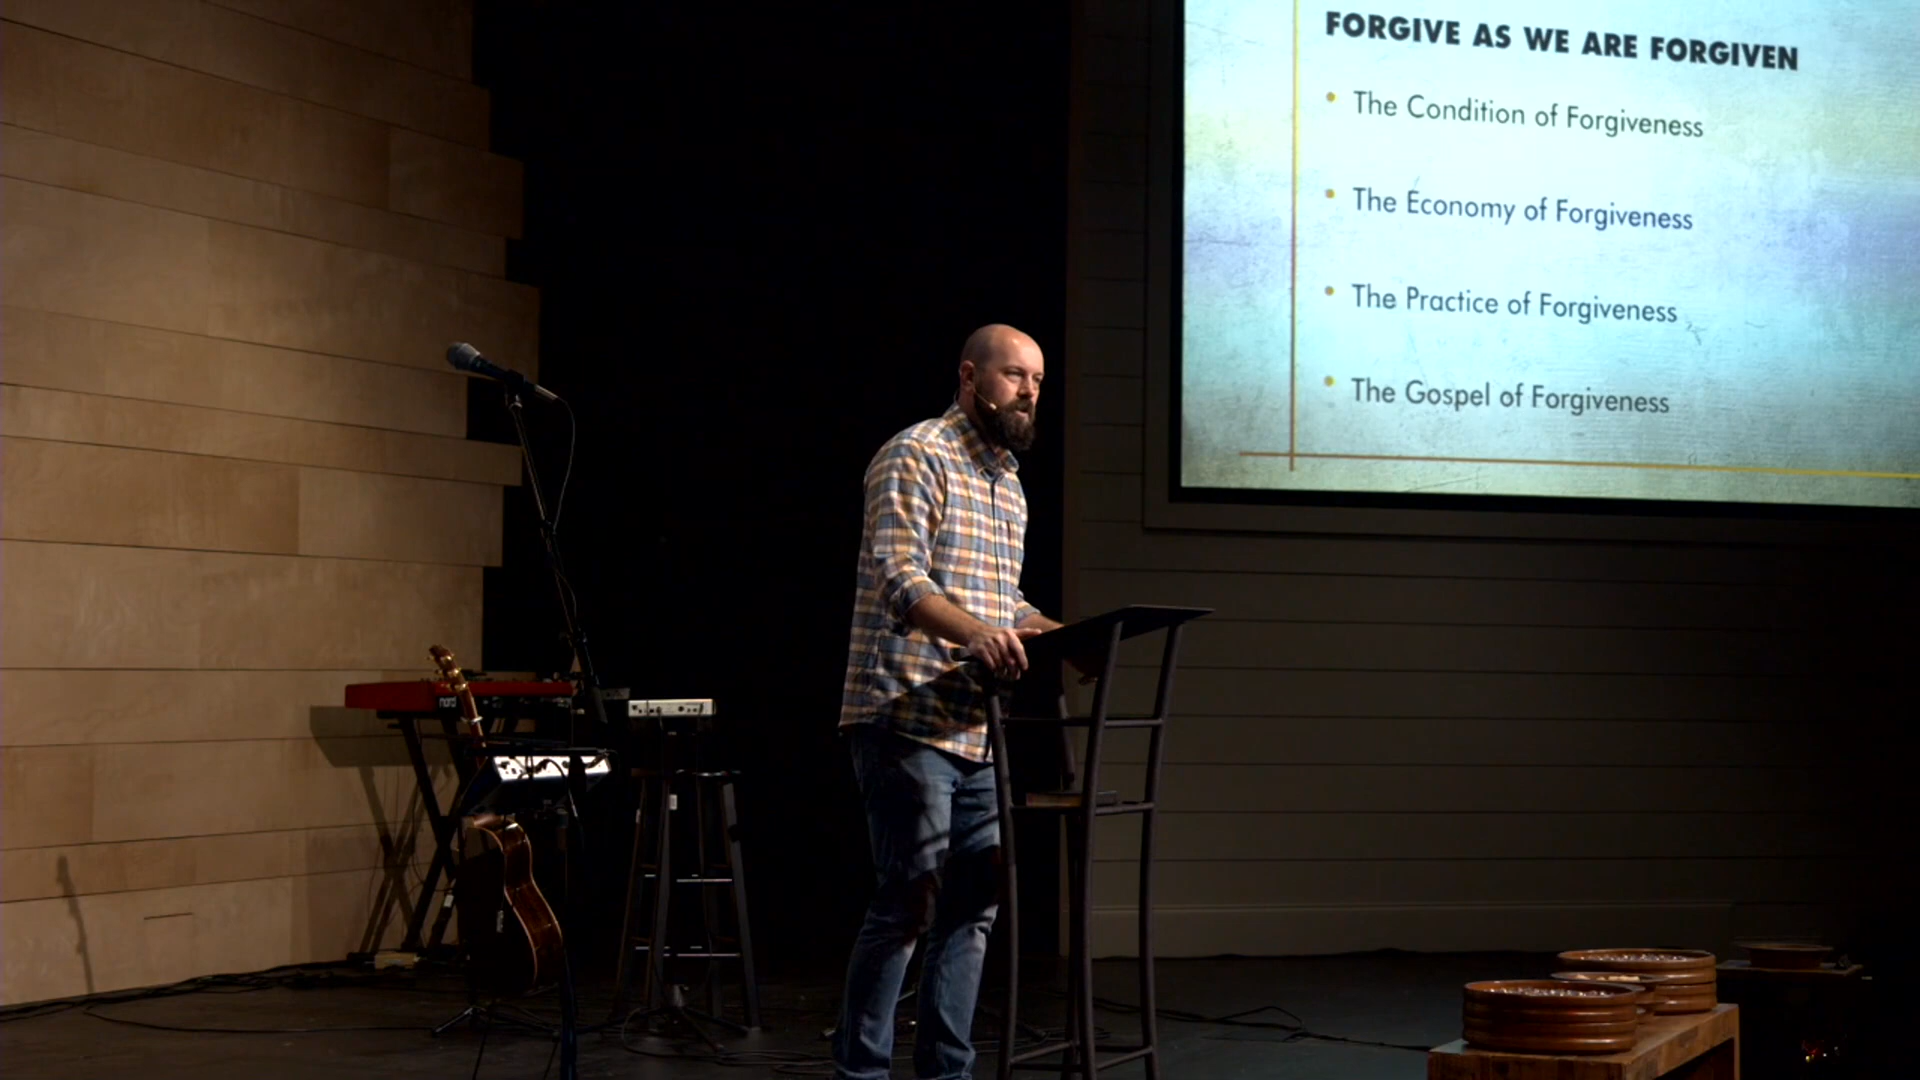 FORGIVE AS WE ARE FORGIVEN
• The Condition of Forgiveness
• The Economy of Forgiveness
• The Practice of Forgiveness
• The Gospel of Forgiveness
nord